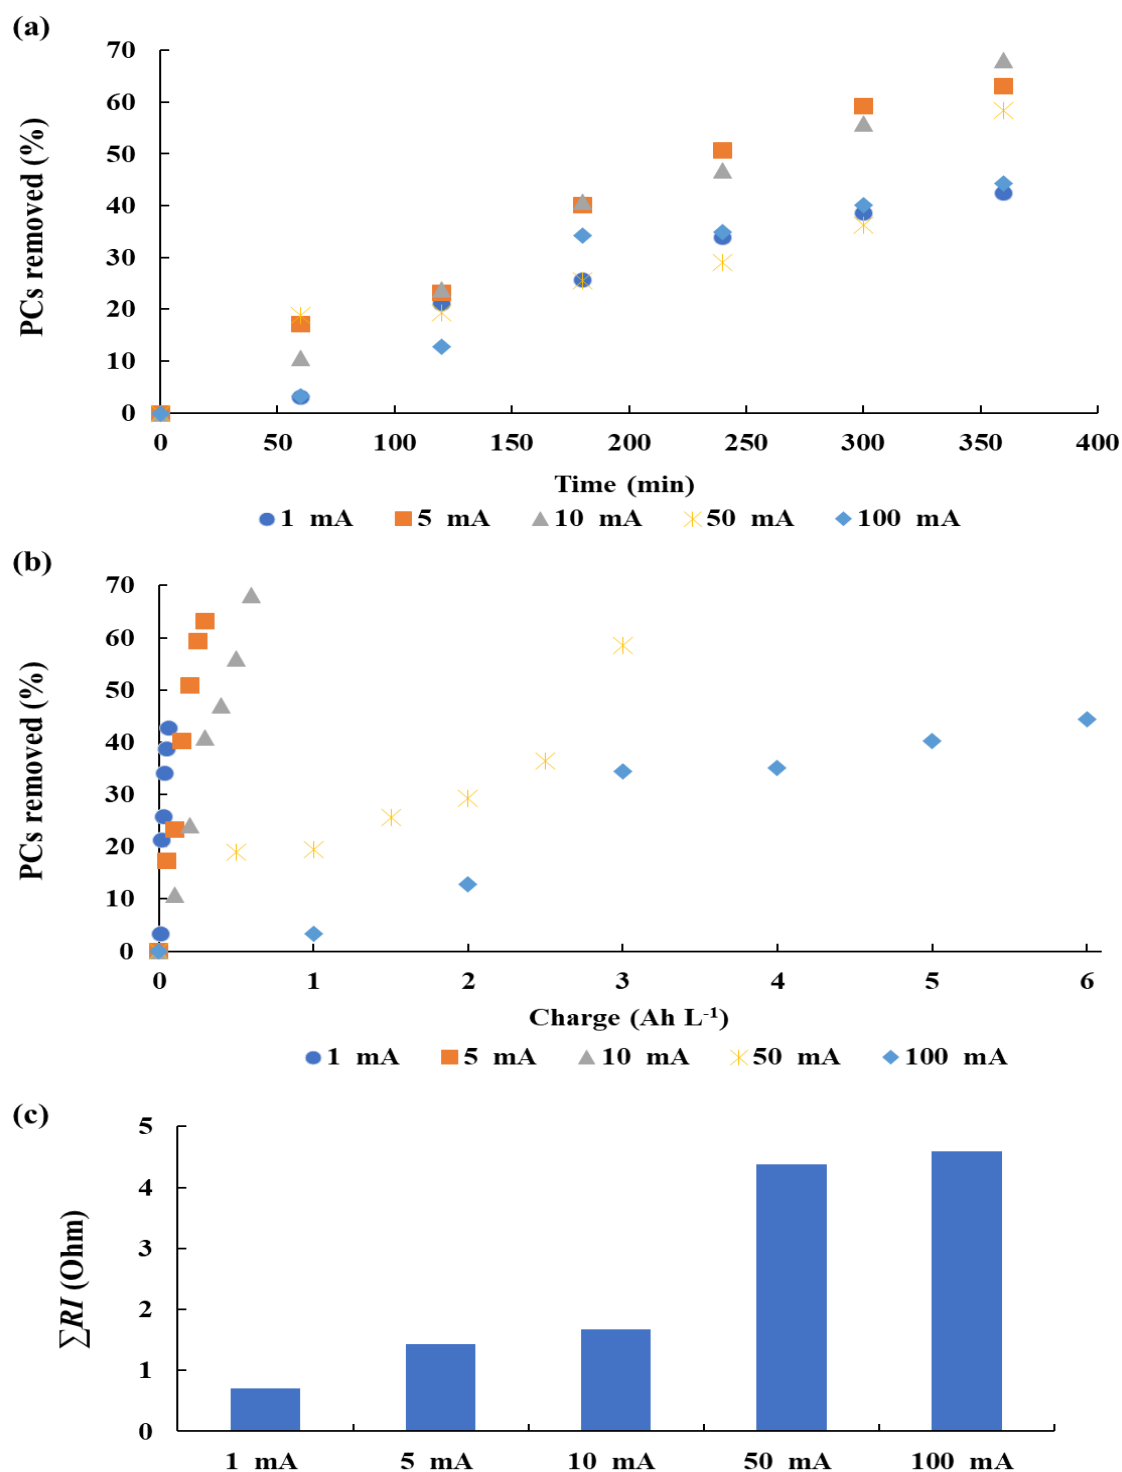 (a)
70
60
50
40
30
20
10
0
PCs removed (%)
0 50 100 150 200 250 300 350 400
Time (min)
1 mA 5 mA 10 mA 50 mA 100 mA
(b)
70
60
50
40
30
20
10
0
PCs removed (%)
0 1 2 3 4 5 6
Charge (Ah L⁻¹)
1 mA 5 mA 10 mA 50 mA 100 mA
(c)
5
4
3
2
1
0
∑RI (Ohm)
1 mA 5 mA 10 mA 50 mA 100 mA